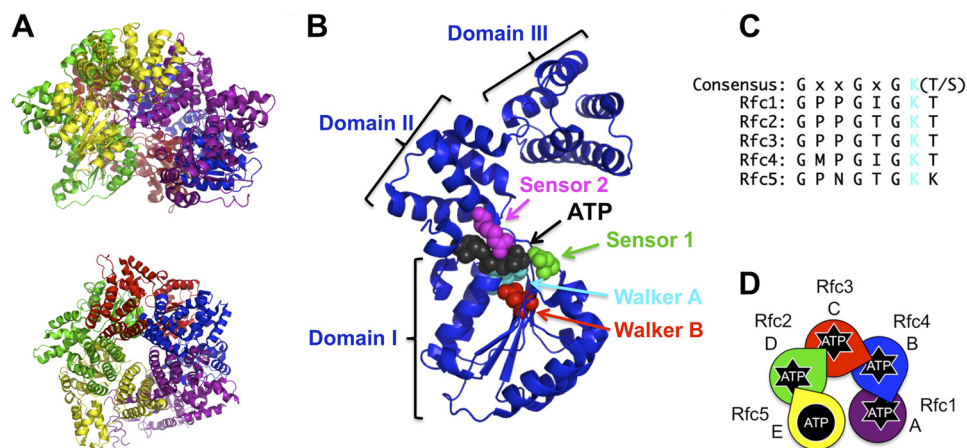 A
B
Domain III
Domain II
Sensor 2
ATP
Sensor 1
Walker A
Walker B
Domain I
C
Consensus: G x x G x G K(T/S)
Rfc1: G P P G I G K T
Rfc2: G P P G T G K T
Rfc3: G P P G T G K T
Rfc4: G M P G I G K T
Rfc5: G P N G T G K K
D
Rfc3
C
Rfc2
D
Rfc4
B
Rfc5
E
Rfc1
A
ATP
ATP
ATP
ATP
ATP